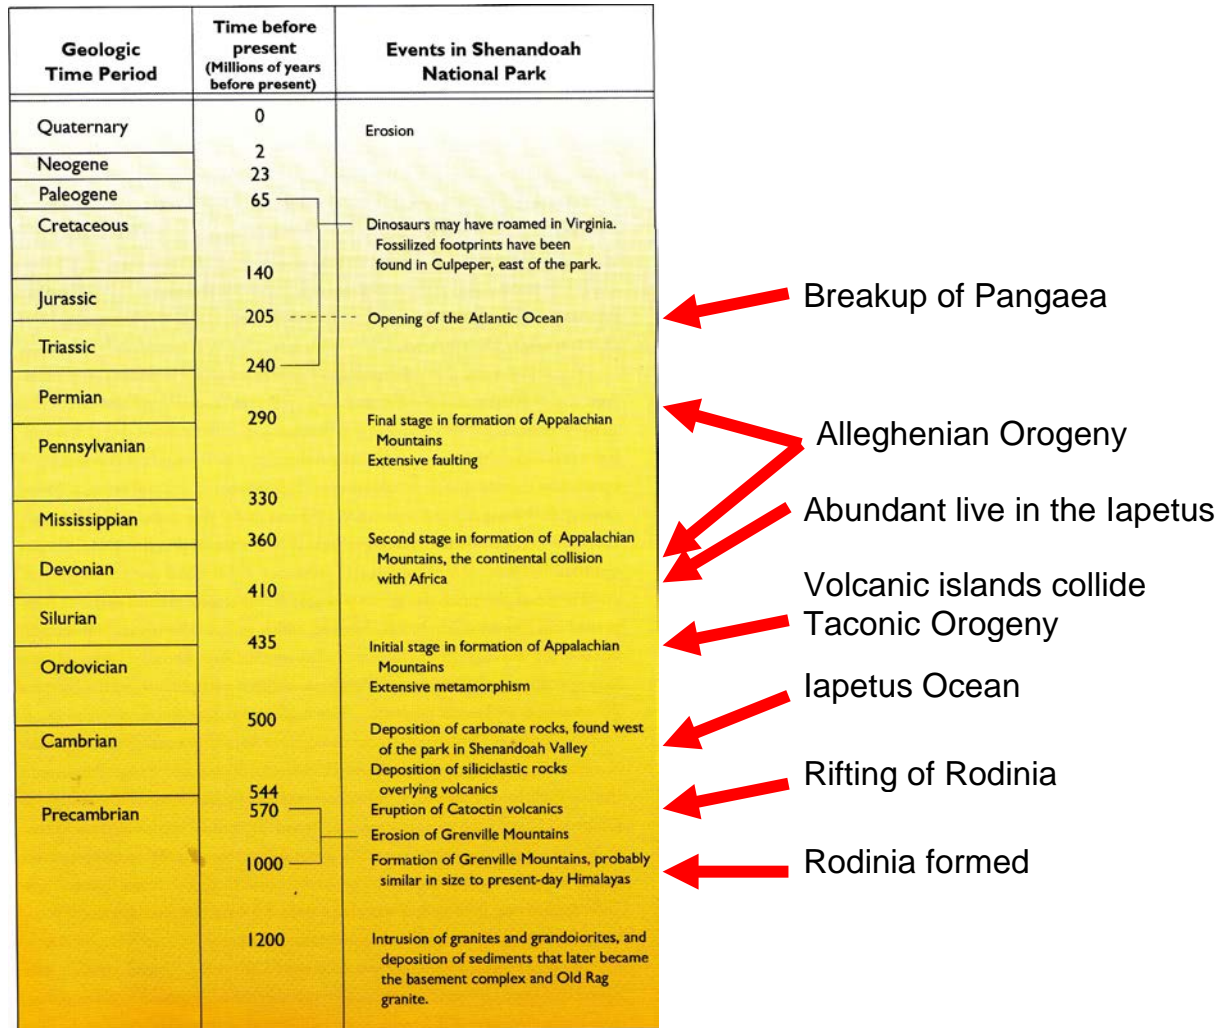 Geologic
Time Period
Time before
present
(Millions of years
before present)
Events in Shenandoah
National Park
Quaternary
0
Erosion
2
Neogene
23
Paleogene
65
Cretaceous
Dinosaurs may have roamed in Virginia.
Fossilized footprints have been
found in Culpeper, east of the park.
140
Jurassic
205
Opening of the Atlantic Ocean
Breakup of Pangaea
Triassic
240
Permian
290
Final stage in formation of Appalachian
Mountains
Extensive faulting
Alleghenian Orogeny
Pennsylvanian
330
Mississippian
Abundant live in the Iapetus
360
Second stage in formation of Appalachian
Mountains, the continental collision
with Africa
Devonian
410
Silurian
Volcanic islands collide
Taconic Orogeny
435
Initial stage in formation of Appalachian
Mountains
Extensive metamorphism
Ordovician
Iapetus Ocean
500
Deposition of carbonate rocks, found west
of the park in Shenandoah Valley
Cambrian
Deposition of siliciclastic rocks
overlying volcanics
Rifting of Rodinia
544
Precambrian
570
Eruption of Catoctin volcanics
Erosion of Grenville Mountains
1000
Formation of Grenville Mountains, probably
similar in size to present-day Himalayas
Rodinia formed
1200
Intrusion of granites and grandoiorites, and
deposition of sediments that later became
the basement complex and Old Rag
granite.